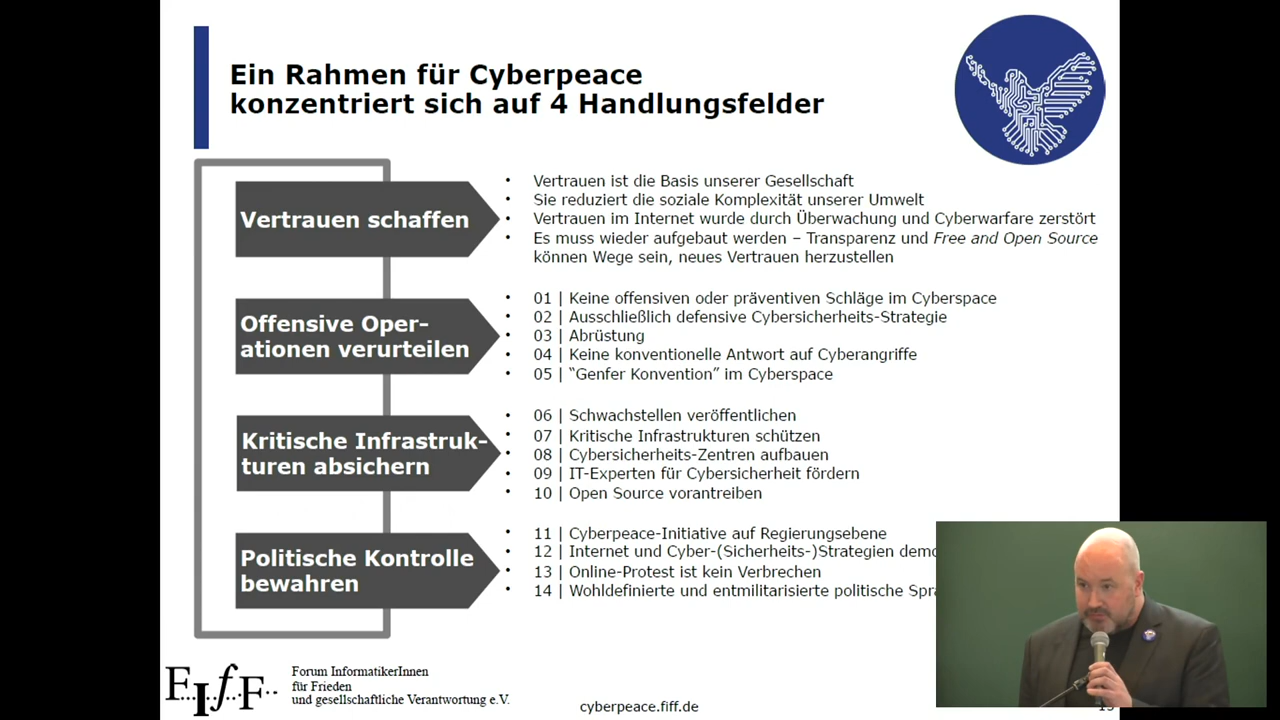 Ein Rahmen für Cyberpeace
konzentriert sich auf 4 Handlungsfelder
Vertrauen schaffen
• Vertrauen ist die Basis unserer Gesellschaft
• Sie reduziert die soziale Komplexität unserer Umwelt
• Vertrauen im Internet wurde durch Überwachung und Cyberwarfare zerstört
• Es muss wieder aufgebaut werden – Transparenz und Free and Open Source
können Wege sein, neues Vertrauen herzustellen
Offensive Oper-
ationen verurteilen
• 01 | Keine offensiven oder präventiven Schläge im Cyberspace
• 02 | Ausschließlich defensive Cybersicherheits-Strategie
• 03 | Abrüstung
• 04 | Keine konventionelle Antwort auf Cyberangriffe
• 05 | “Genfer Konvention” im Cyberspace
Kritische Infrastruk-
turen absichern
• 06 | Schwachstellen veröffentlichen
• 07 | Kritische Infrastrukturen schützen
• 08 | Cybersicherheits-Zentren aufbauen
• 09 | IT-Experten für Cybersicherheit fördern
• 10 | Open Source vorantreiben
Politische Kontrolle
bewahren
• 11 | Cyberpeace-Initiative auf Regierungsebene
• 12 | Internet und Cyber-(Sicherheits-)Strategien
• 13 | Online-Protest ist kein Verbrechen
• 14 | Wohldefinierte und entmilitarisierte politische
FIfF
Forum InformatikerInnen
für Frieden
und gesellschaftliche Verantwortung e.V.
cyberpeace.fiff.de